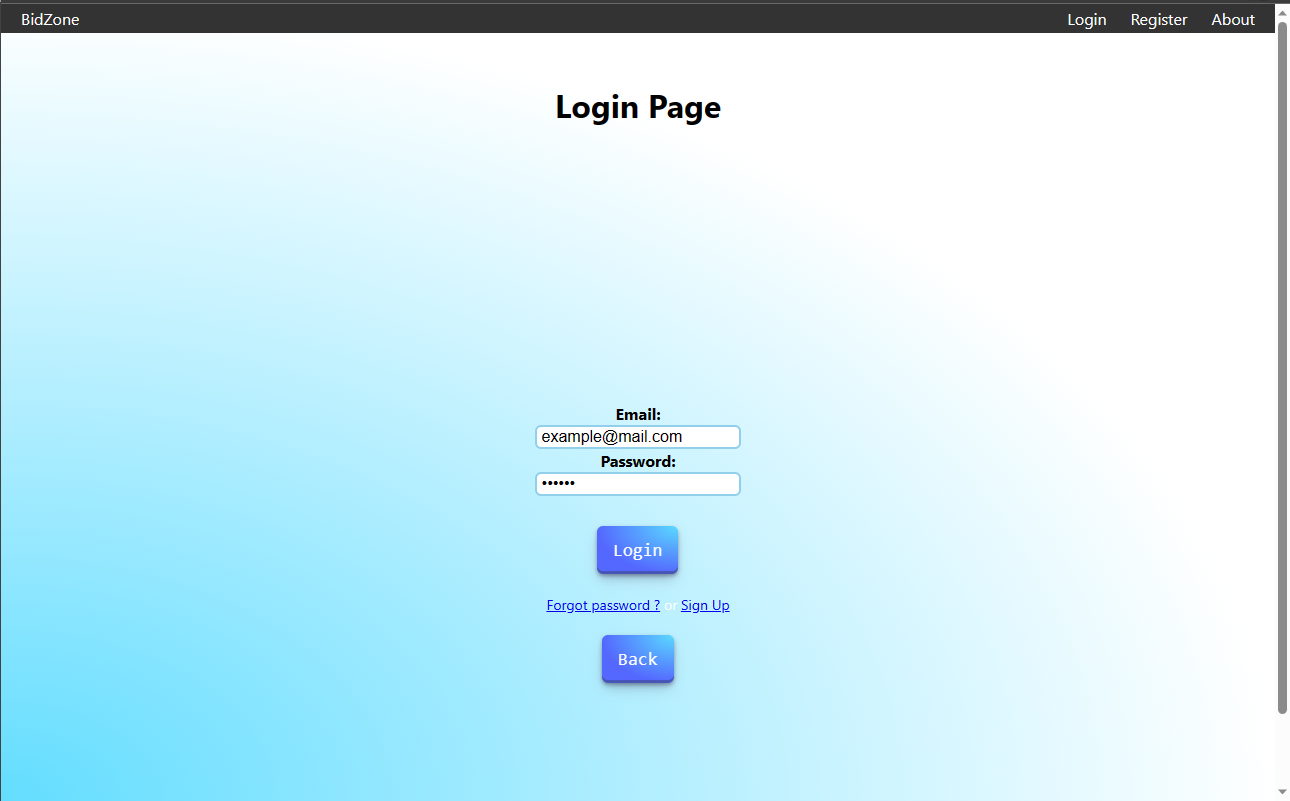 BidZone Login Register About
Login Page
Email:
example@mail.com
Password:
••••••
Login
Forgot password ? or Sign Up
Back